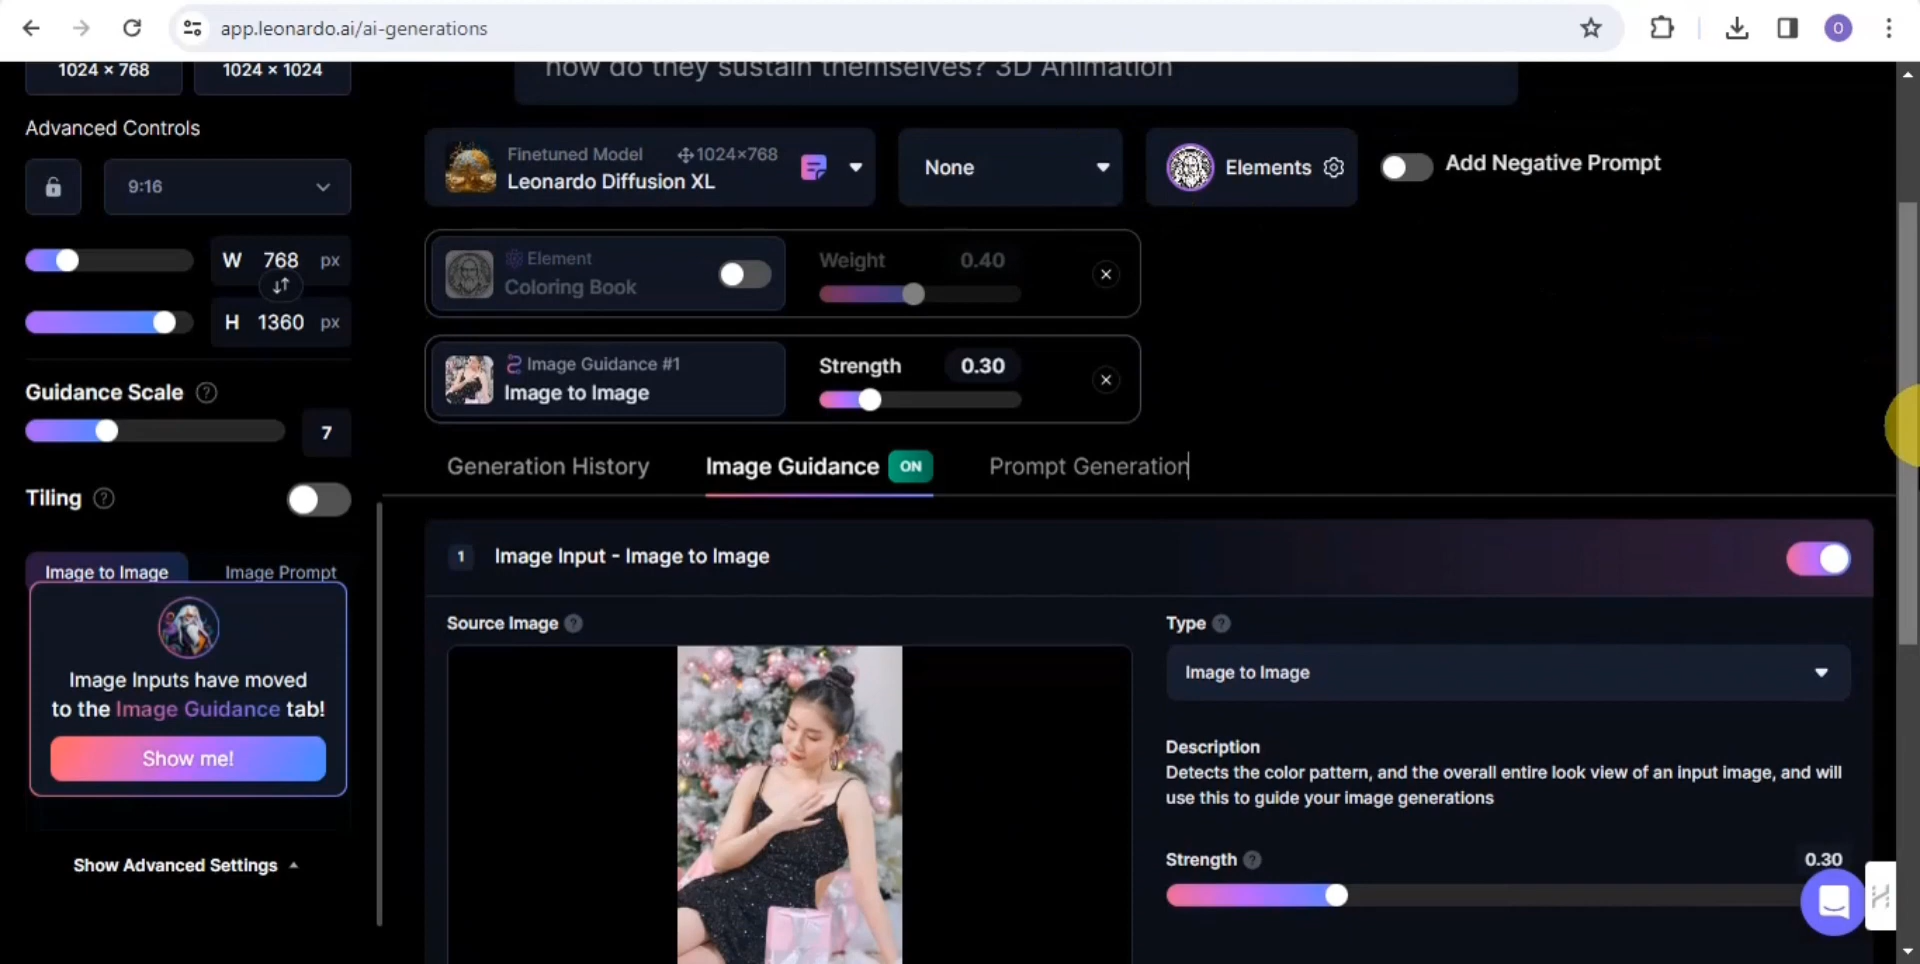 app.leonardo.ai/ai-generations
O
1024 × 768
1024 × 1024
how do they sustain themselves? 3D Animation
Advanced Controls
9:16
W 768 px
H 1360 px
Guidance Scale ?
7
Tiling ?
Image to Image
Image Prompt
Image Inputs have moved
to the Image Guidance tab!
Show me!
Show Advanced Settings
Finetuned Model
1024×768
Leonardo Diffusion XL
None
Elements
Add Negative Prompt
Element
Coloring Book
Weight 0.40
Image Guidance #1
Image to Image
Strength 0.30
Generation History
Image Guidance ON
Prompt Generation
1 Image Input - Image to Image
Source Image ?
Type ?
Image to Image
Description
Detects the color pattern, and the overall entire look view of an input image, and will
use this to guide your image generations
Strength ? 0.30